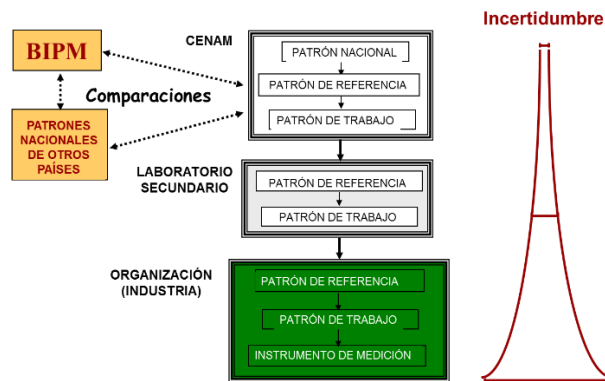 Incertidumbre
CENAM
BIPM
PATRÓN NACIONAL
PATRÓN DE REFERENCIA
PATRÓN DE TRABAJO
Comparaciones
PATRONES
NACIONALES
DE OTROS
PAÍSES
LABORATORIO
SECUNDARIO
PATRÓN DE REFERENCIA
PATRÓN DE TRABAJO
ORGANIZACIÓN
(INDUSTRIA)
PATRÓN DE REFERENCIA
PATRÓN DE TRABAJO
INSTRUMENTO DE MEDICIÓN